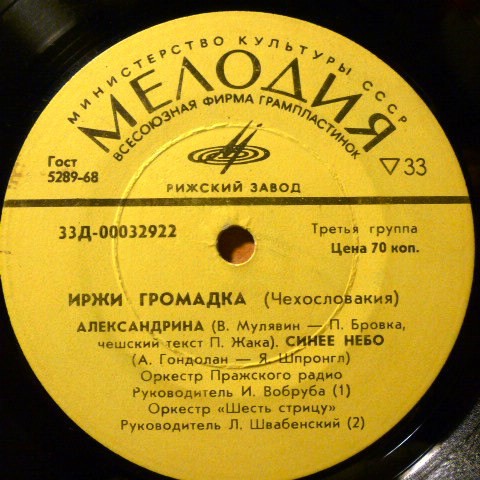 МИНИСТЕРСТВО КУЛЬТУРЫ СССР
МЕЛОДИЯ
ВСЕСОЮЗНАЯ ФИРМА ГРАМПЛАСТИНОК
Гост
5289-68
▽33
РИЖСКИЙ ЗАВОД
33Д-00032922
Третья группа
Цена 70 коп.
ИРЖИ ГРОМАДКА (Чехословакия)
АЛЕКСАНДРИНА (В. Мулявин — П. Бровка,
чешский текст П. Жака). СИНЕЕ НЕБО
(А. Гондолан — Я. Шпронгл)
Оркестр Пражского радио
Руководитель И. Вобруба (1)
Оркестр «Шесть стрицу»
Руководитель Л. Швабенский (2)